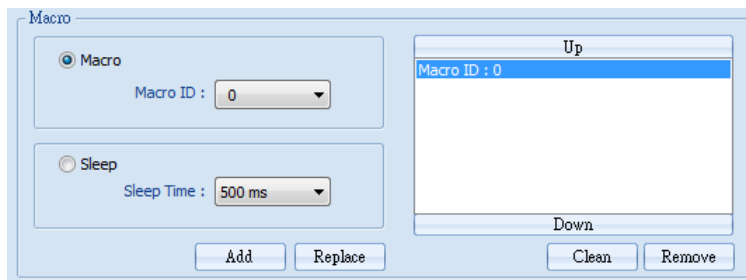 Macro
Macro
Macro ID : 0
Sleep
Sleep Time : 500 ms
Add Replace
Up
Macro ID : 0
Down
Clean Remove